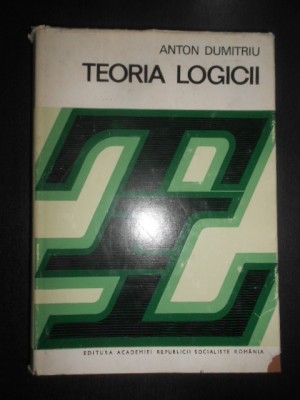 ANTON DUMITRIU
TEORIA LOGICII
EDITURA ACADEMIEI REPUBLICII SOCIALISTE ROMÂNIA